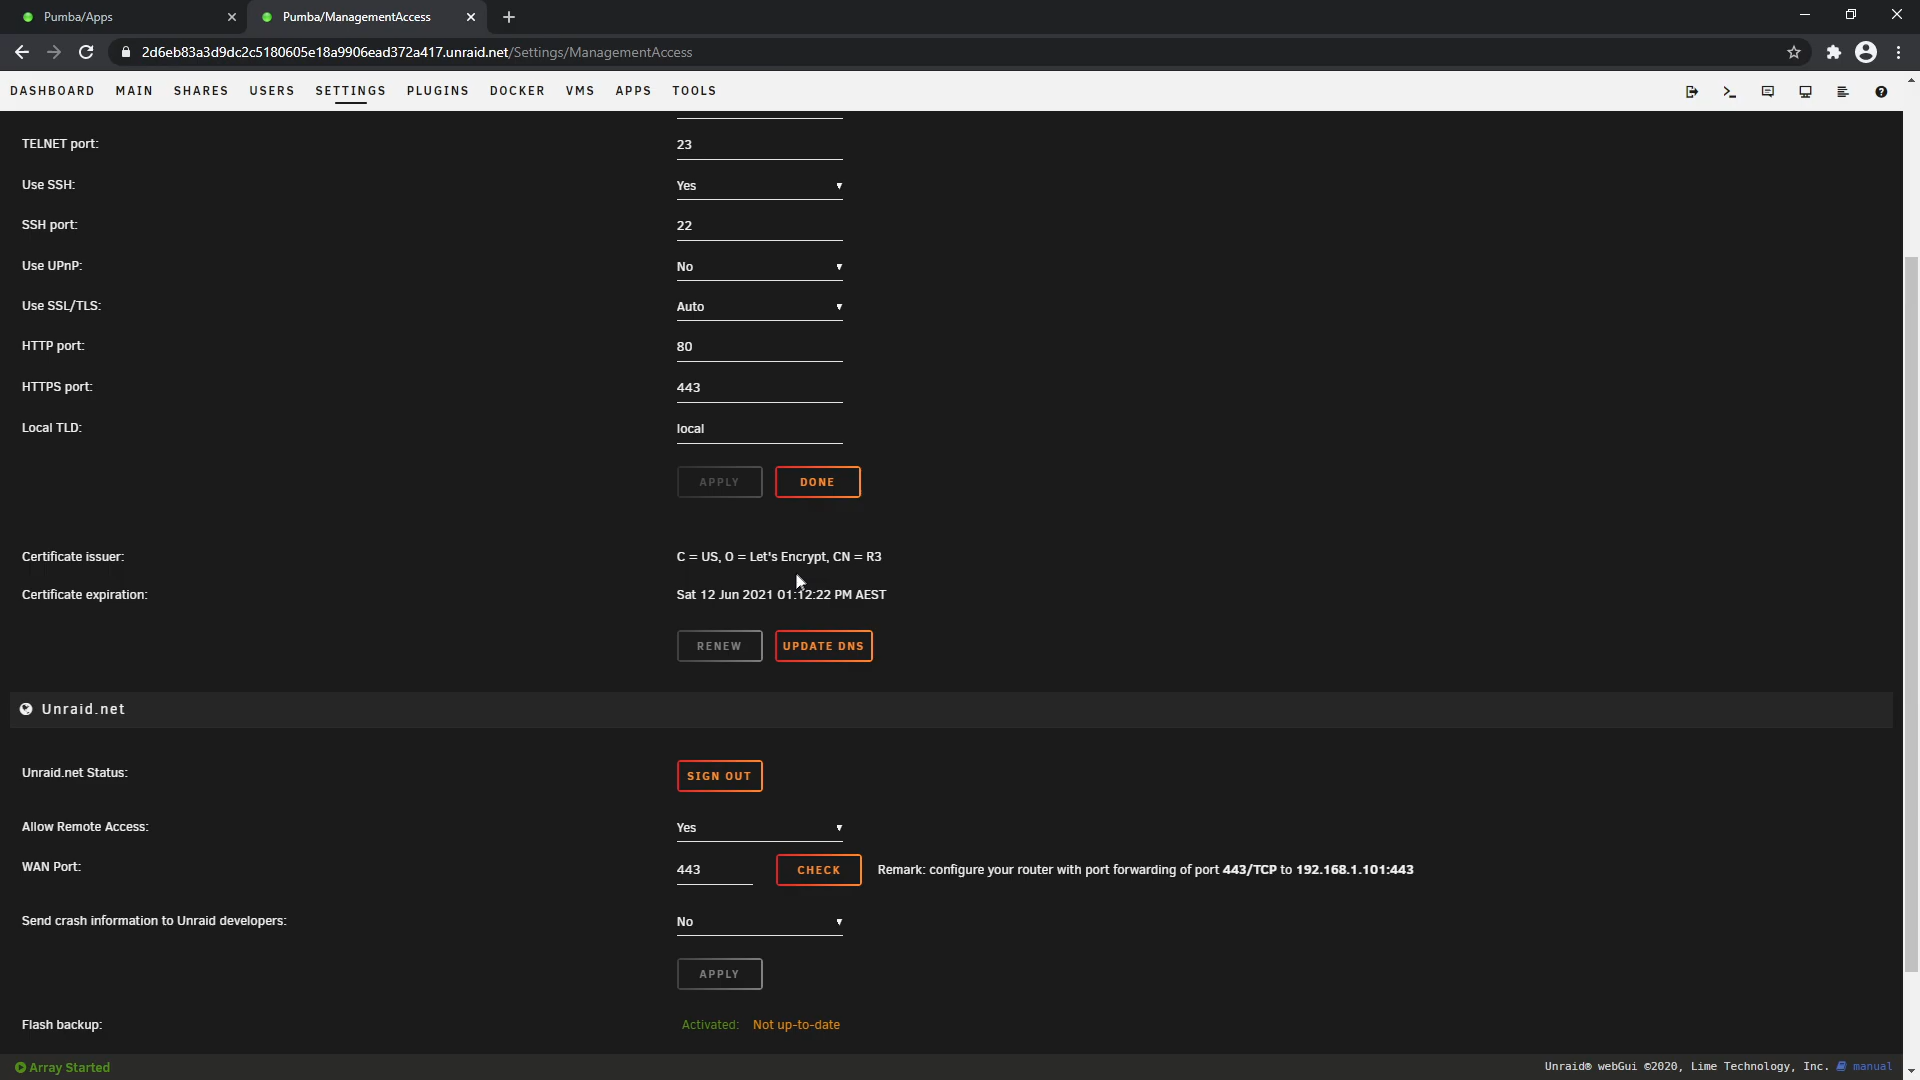 Pumba/Apps
Pumba/ManagementAccess
2d6eb83a3d9dc2c5180605e18a9906ead372a417.unraid.net/Settings/ManagementAccess
DASHBOARD MAIN SHARES USERS SETTINGS PLUGINS DOCKER VMS APPS TOOLS
TELNET port: 23
Use SSH: Yes
SSH port: 22
Use UPnP: No
Use SSL/TLS: Auto
HTTP port: 80
HTTPS port: 443
Local TLD: local
APPLY DONE
Certificate issuer: C = US, O = Let's Encrypt, CN = R3
Certificate expiration: Sat 12 Jun 2021 01:12:22 PM AEST
RENEW UPDATE DNS
Unraid.net
Unraid.net Status: SIGN OUT
Allow Remote Access: Yes
WAN Port: 443 CHECK Remark: configure your router with port forwarding of port 443/TCP to 192.168.1.101:443
Send crash information to Unraid developers: No
APPLY
Flash backup: Activated: Not up-to-date
Array Started
Unraid® webGui ©2020, Lime Technology, Inc. manual